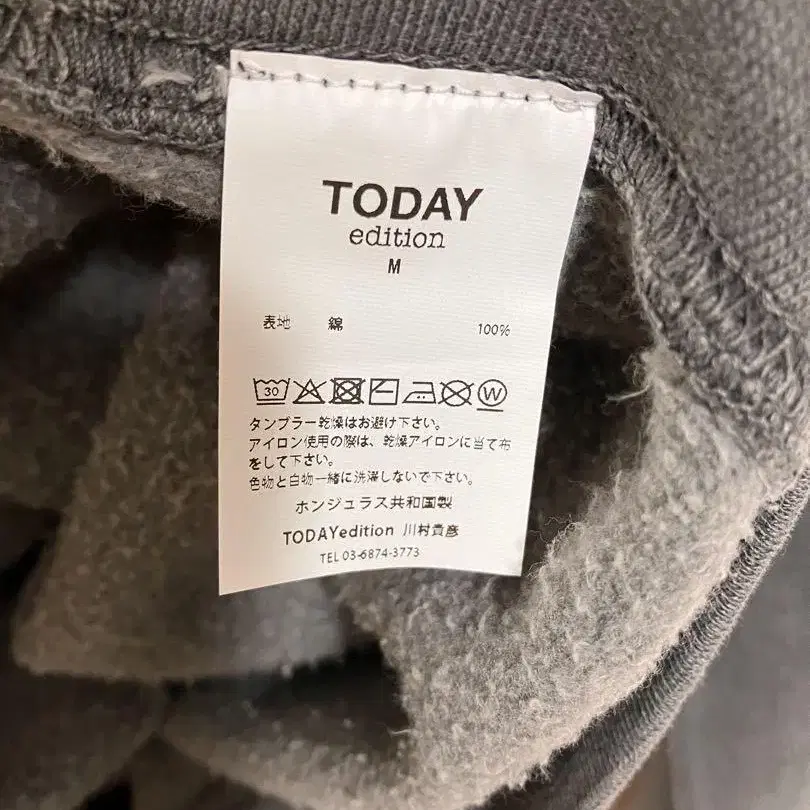 TODAY
edition
M
表地 綿 100%
30 W
タンブラー乾燥はお避け下さい。
アイロン使用の際は、乾燥アイロンに当て布
をして下さい。
色物と白物一緒に洗濯しないで下さい。
ホンジュラス共和国製
TODAYedition 川村貴彦
TEL 03-6874-3773